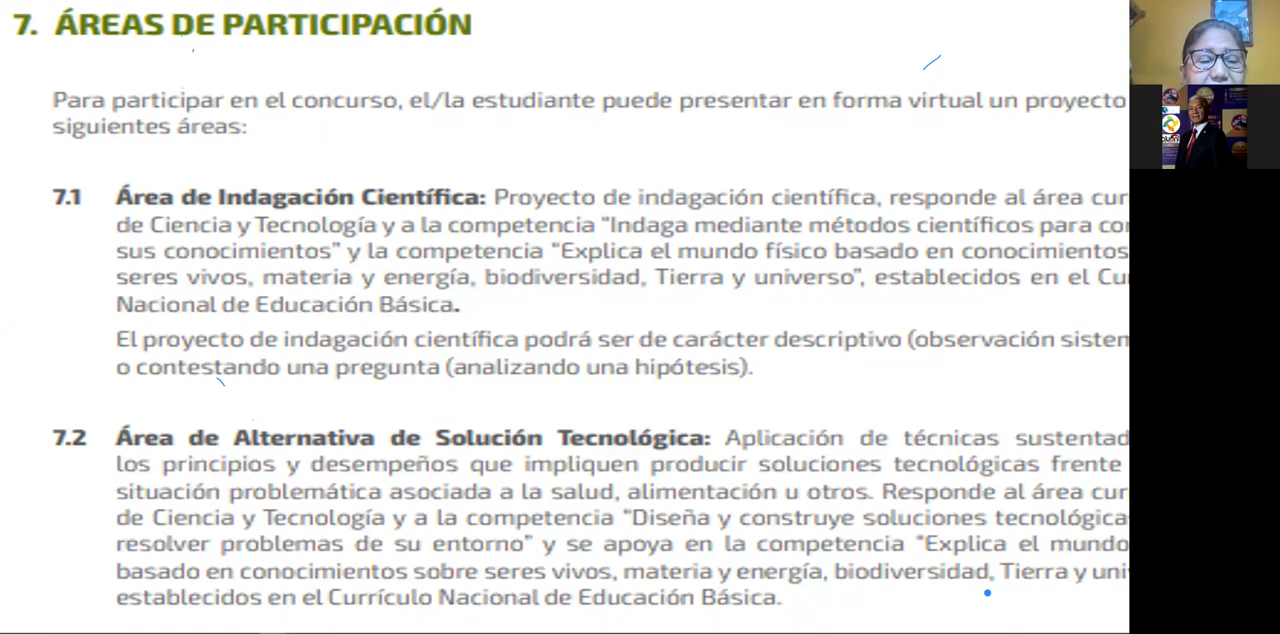 7. ÁREAS DE PARTICIPACIÓN
Para participar en el concurso, el/la estudiante puede presentar en forma virtual un proyecto
siguientes áreas:
7.1 Área de Indagación Científica: Proyecto de indagación científica, responde al área cur
de Ciencia y Tecnología y a la competencia “Indaga mediante métodos científicos para co
sus conocimientos” y la competencia “Explica el mundo físico basado en conocimientos
seres vivos, materia y energía, biodiversidad, Tierra y universo”, establecidos en el Cu
Nacional de Educación Básica.
El proyecto de indagación científica podrá ser de carácter descriptivo (observación sistem
o contestando una pregunta (analizando una hipótesis).
7.2 Área de Alternativa de Solución Tecnológica: Aplicación de técnicas sustentad
los principios y desempeños que impliquen producir soluciones tecnológicas frente
situación problemática asociada a la salud, alimentación u otros. Responde al área cur
de Ciencia y Tecnología y a la competencia “Diseña y construye soluciones tecnológica
resolver problemas de su entorno” y se apoya en la competencia “Explica el mundo
basado en conocimientos sobre seres vivos, materia y energía, biodiversidad, Tierra y uni
establecidos en el Currículo Nacional de Educación Básica.